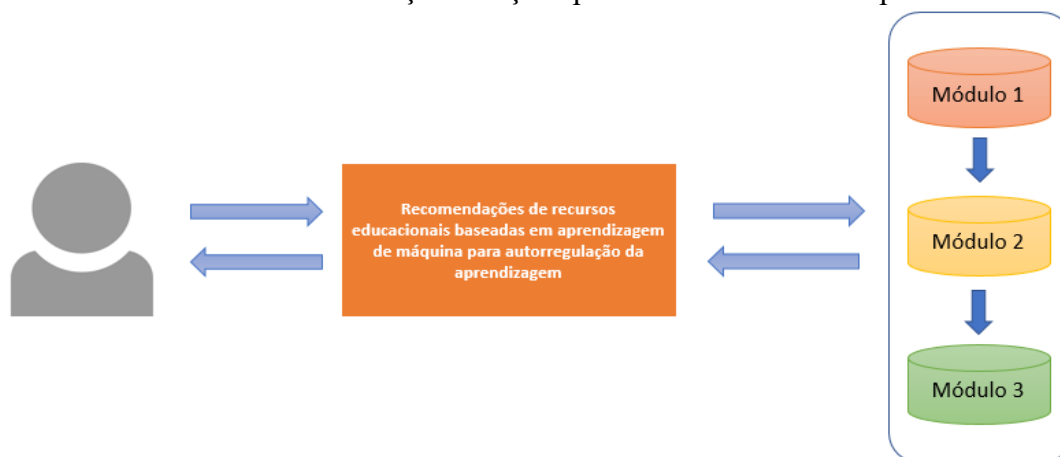 Módulo 1
Recomendações de recursos
educacionais baseadas em aprendizagem
de máquina para autorregulação da
aprendizagem
Módulo 2
Módulo 3